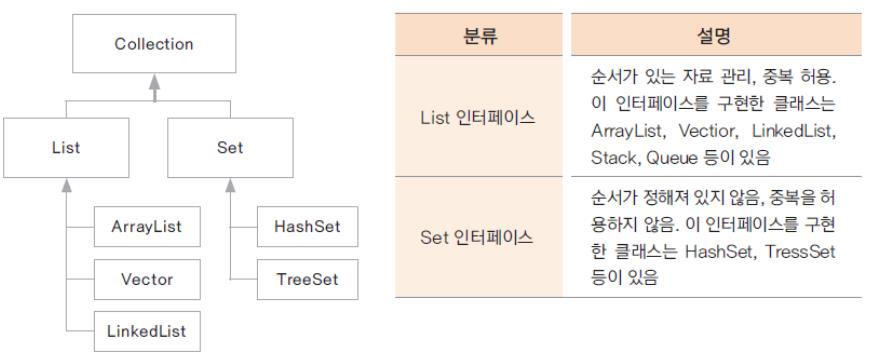 Collection
List
Set
ArrayList
HashSet
Vector
TreeSet
LinkedList
분류
설명
List 인터페이스
순서가 있는 자료 관리, 중복 허용.
이 인터페이스를 구현한 클래스는
ArrayList, Vectior, LinkedList,
Stack, Queue 등이 있음
Set 인터페이스
순서가 정해져 있지 않음, 중복을 허
용하지 않음. 이 인터페이스를 구현
한 클래스는 HashSet, TressSet
등이 있음